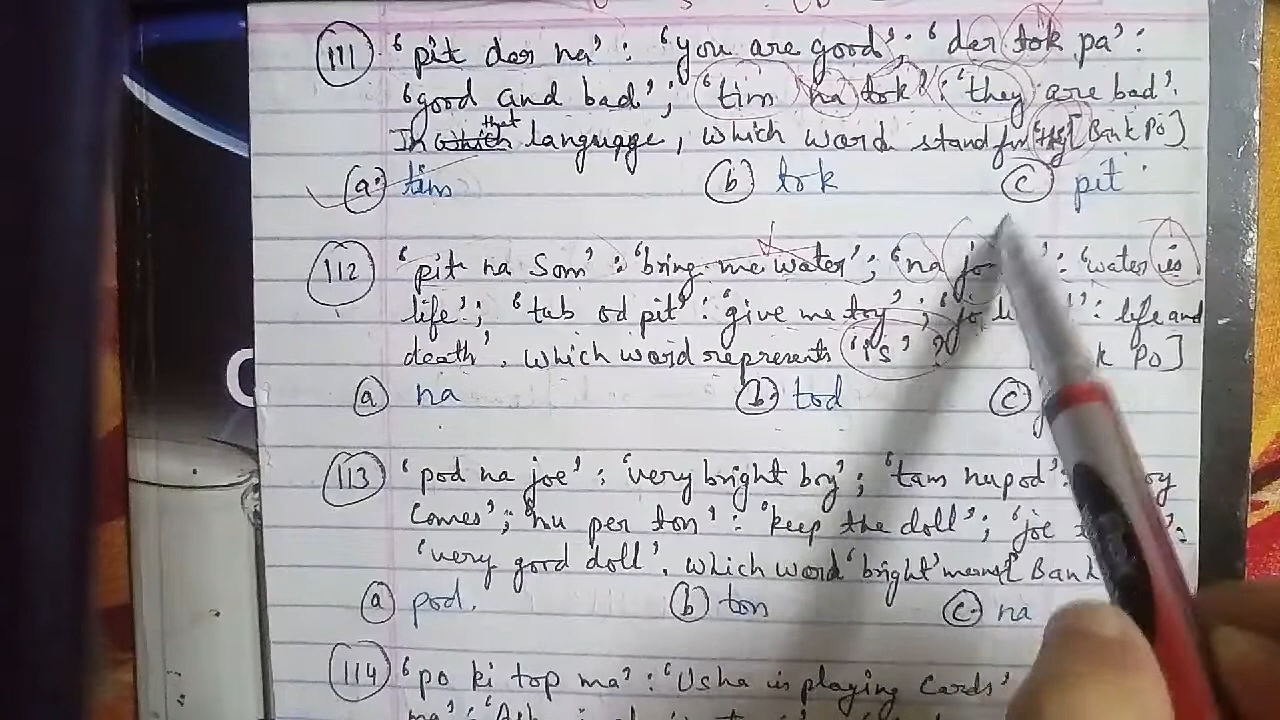 111 'pit dar na' : 'you are good' ; 'der tok pa' :
'good and bad' ; 'tim na tok' ; 'they are bad'.
In that language, which word stand for 'they' [Bank PO]
a. tim b tok c pit
112 'pit na Som' : 'bring me water' ; 'na jo : 'water is
life' ; 'tub od pit' : 'give me toy' ; 'jo : life and
death', which word represents 'is' ? PO]
a na b. tod c
113 'pod na joe' : 'very bright boy' ; 'tam nu pod' :
Comes' ; 'nu per ton' : 'keep the doll' ; 'joe
'very good doll'. which word 'bright' means [Bank
a pod. b ton c. na
114 'po ki top ma' : 'Usha is playing Cards'
G